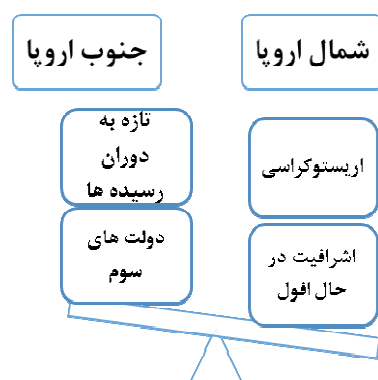 شمال اروپا
جنوب اروپا
اریستوکراسی
اشرافیت در
حال افول
تازه به
دوران
رسیده ها
دولت های
سوم